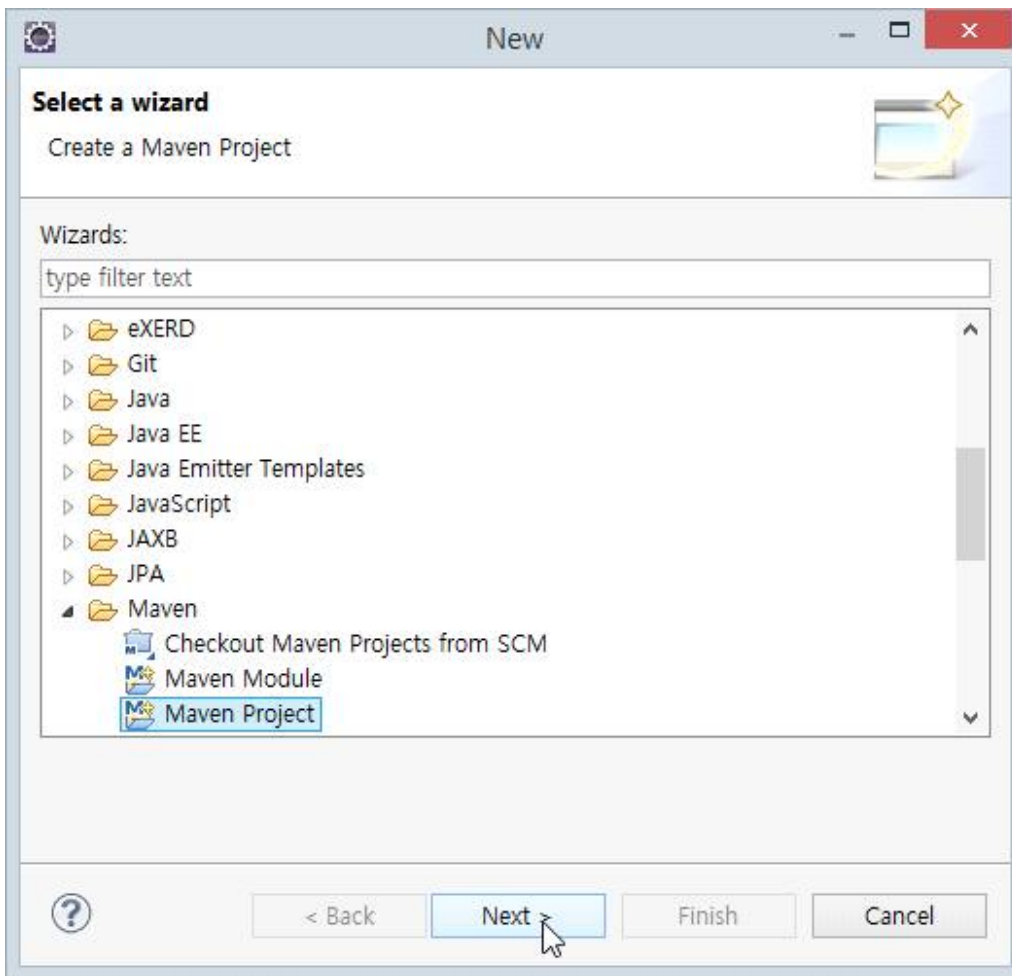 New
Select a wizard
Create a Maven Project
Wizards:
type filter text
eXERD
Git
Java
Java EE
Java Emitter Templates
JavaScript
JAXB
JPA
Maven
Checkout Maven Projects from SCM
Maven Module
Maven Project
? < Back Next > Finish Cancel